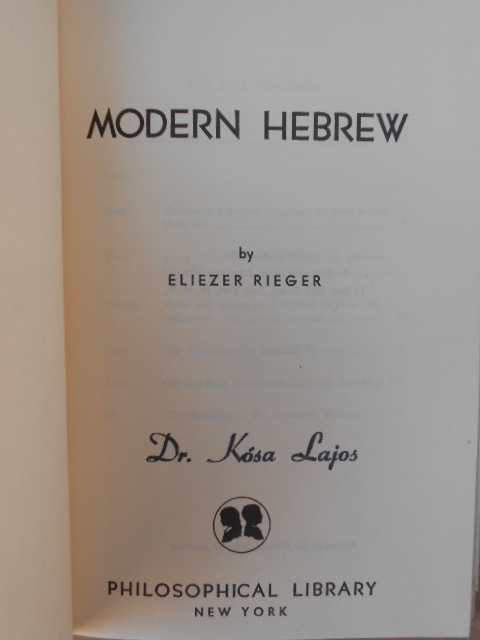 MODERN HEBREW
by
ELIEZER RIEGER
Dr. Kósa Lajos
PHILOSOPHICAL LIBRARY
NEW YORK